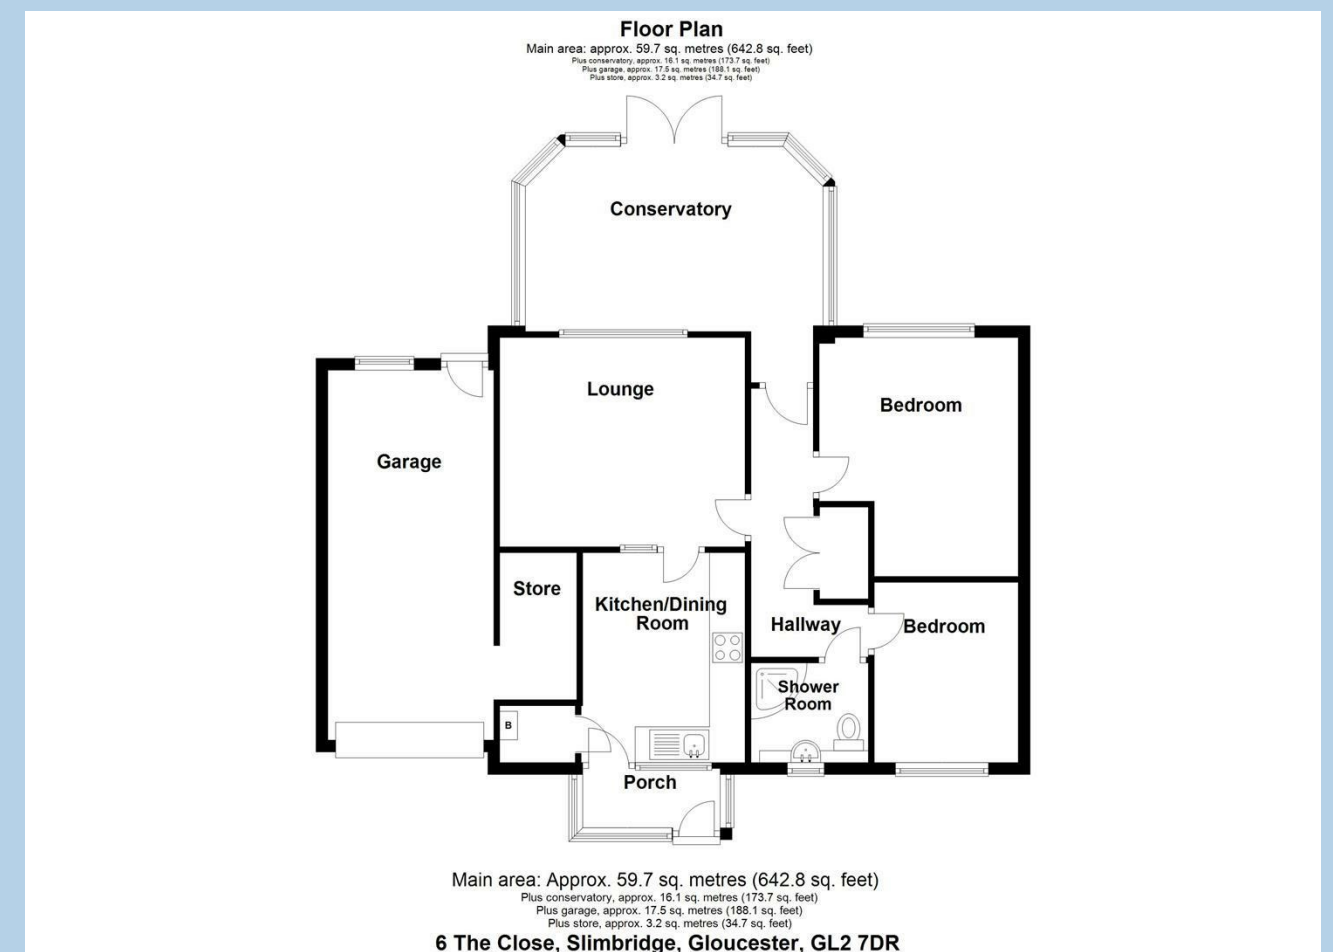 Floor Plan
Main area: approx. 59.7 sq. metres (642.8 sq. feet)
Plus conservatory, approx. 16.1 sq. metres (173.7 sq. feet)
Plus garage, approx. 17.5 sq. metres (188.1 sq. feet)
Plus store, approx. 3.2 sq. metres (34.7 sq. feet)
Conservatory
Lounge
Bedroom
Garage
Store
Kitchen/Dining
Room
Hallway
Bedroom
Shower
Room
B
Porch
Main area: Approx. 59.7 sq. metres (642.8 sq. feet)
Plus conservatory, approx. 16.1 sq. metres (173.7 sq. feet)
Plus garage, approx. 17.5 sq. metres (188.1 sq. feet)
Plus store, approx. 3.2 sq. metres (34.7 sq. feet)
6 The Close, Slimbridge, Gloucester, GL2 7DR